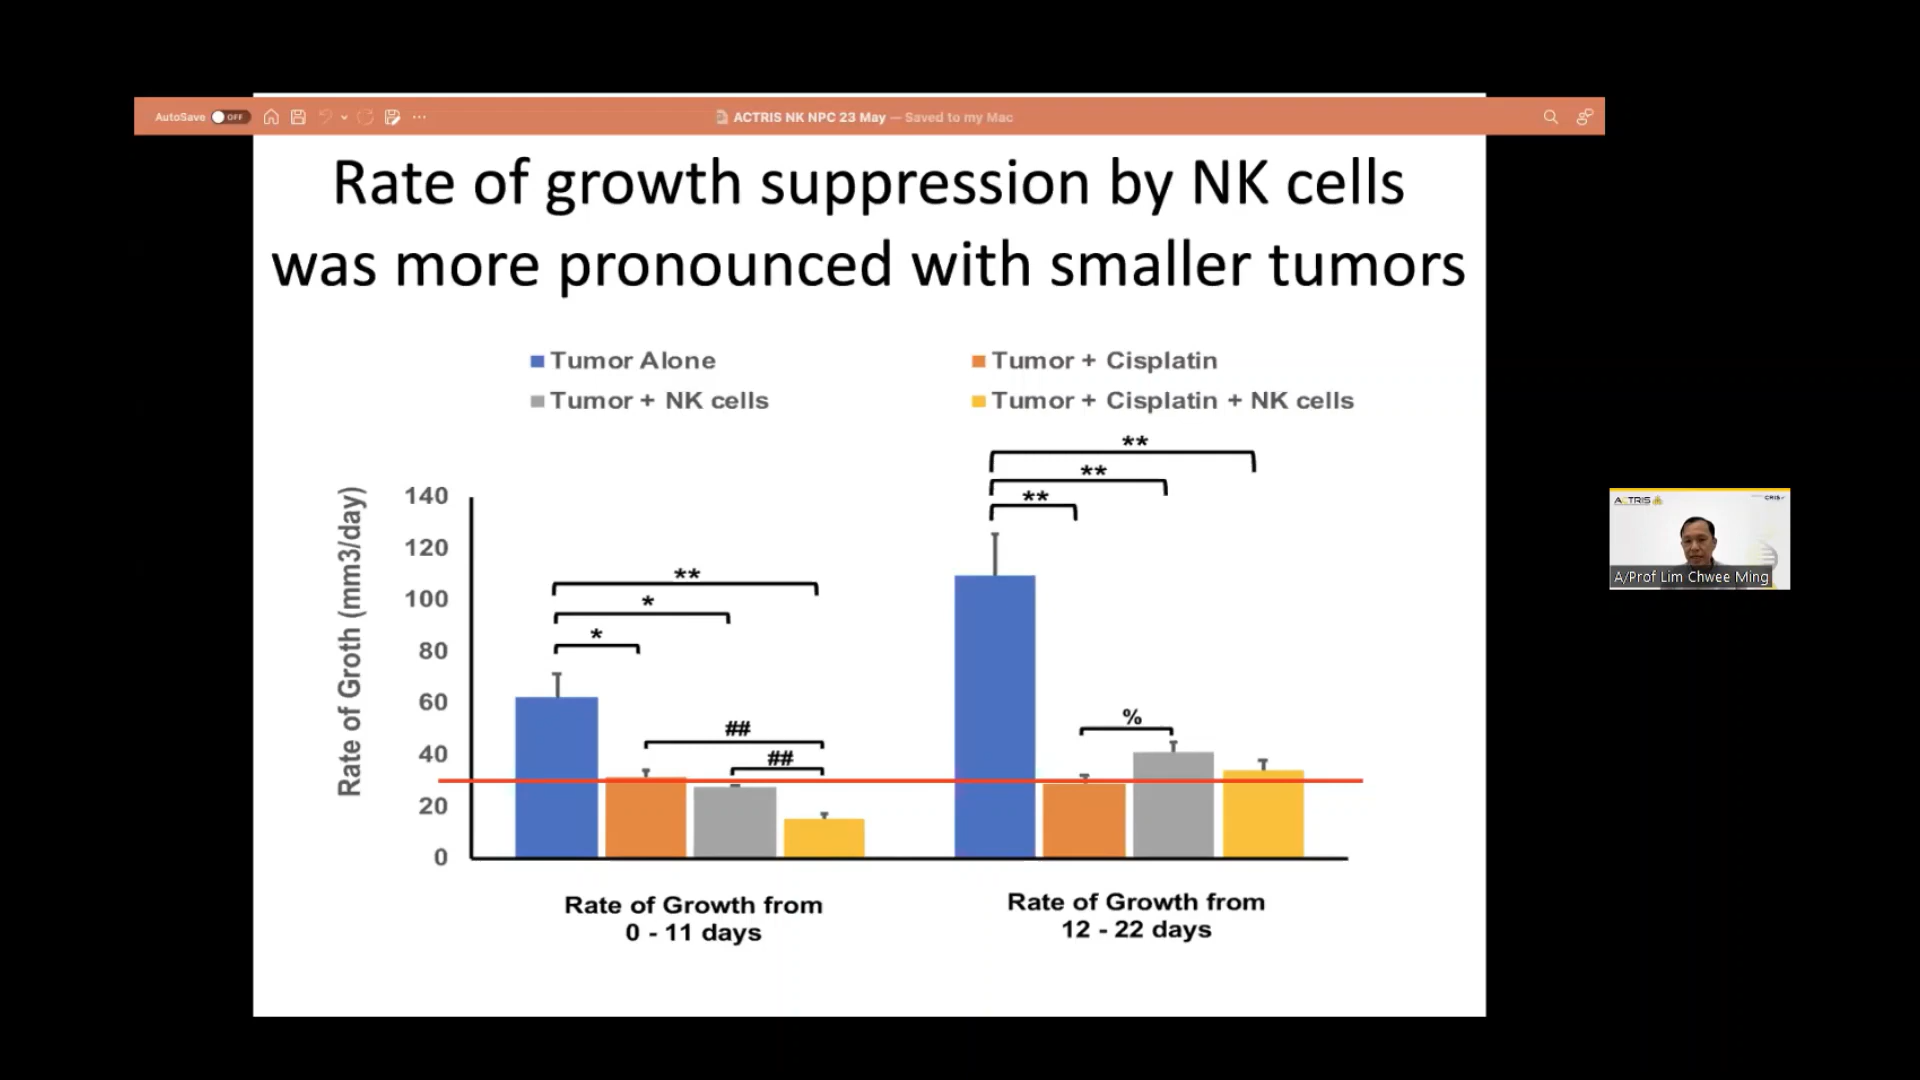 AutoSave OFF
ACTRIS NK NPC 23 May — Saved to my Mac
Rate of growth suppression by NK cells
was more pronounced with smaller tumors
Tumor Alone
Tumor + Cisplatin
Tumor + NK cells
Tumor + Cisplatin + NK cells
Rate of Groth (mm3/day)
140
120
100
80
60
40
20
0
**
*
*
##
##
**
**
**
%
Rate of Growth from
0 - 11 days
Rate of Growth from
12 - 22 days
ACTRIS
CRIS
A/Prof Lim Chwee Ming